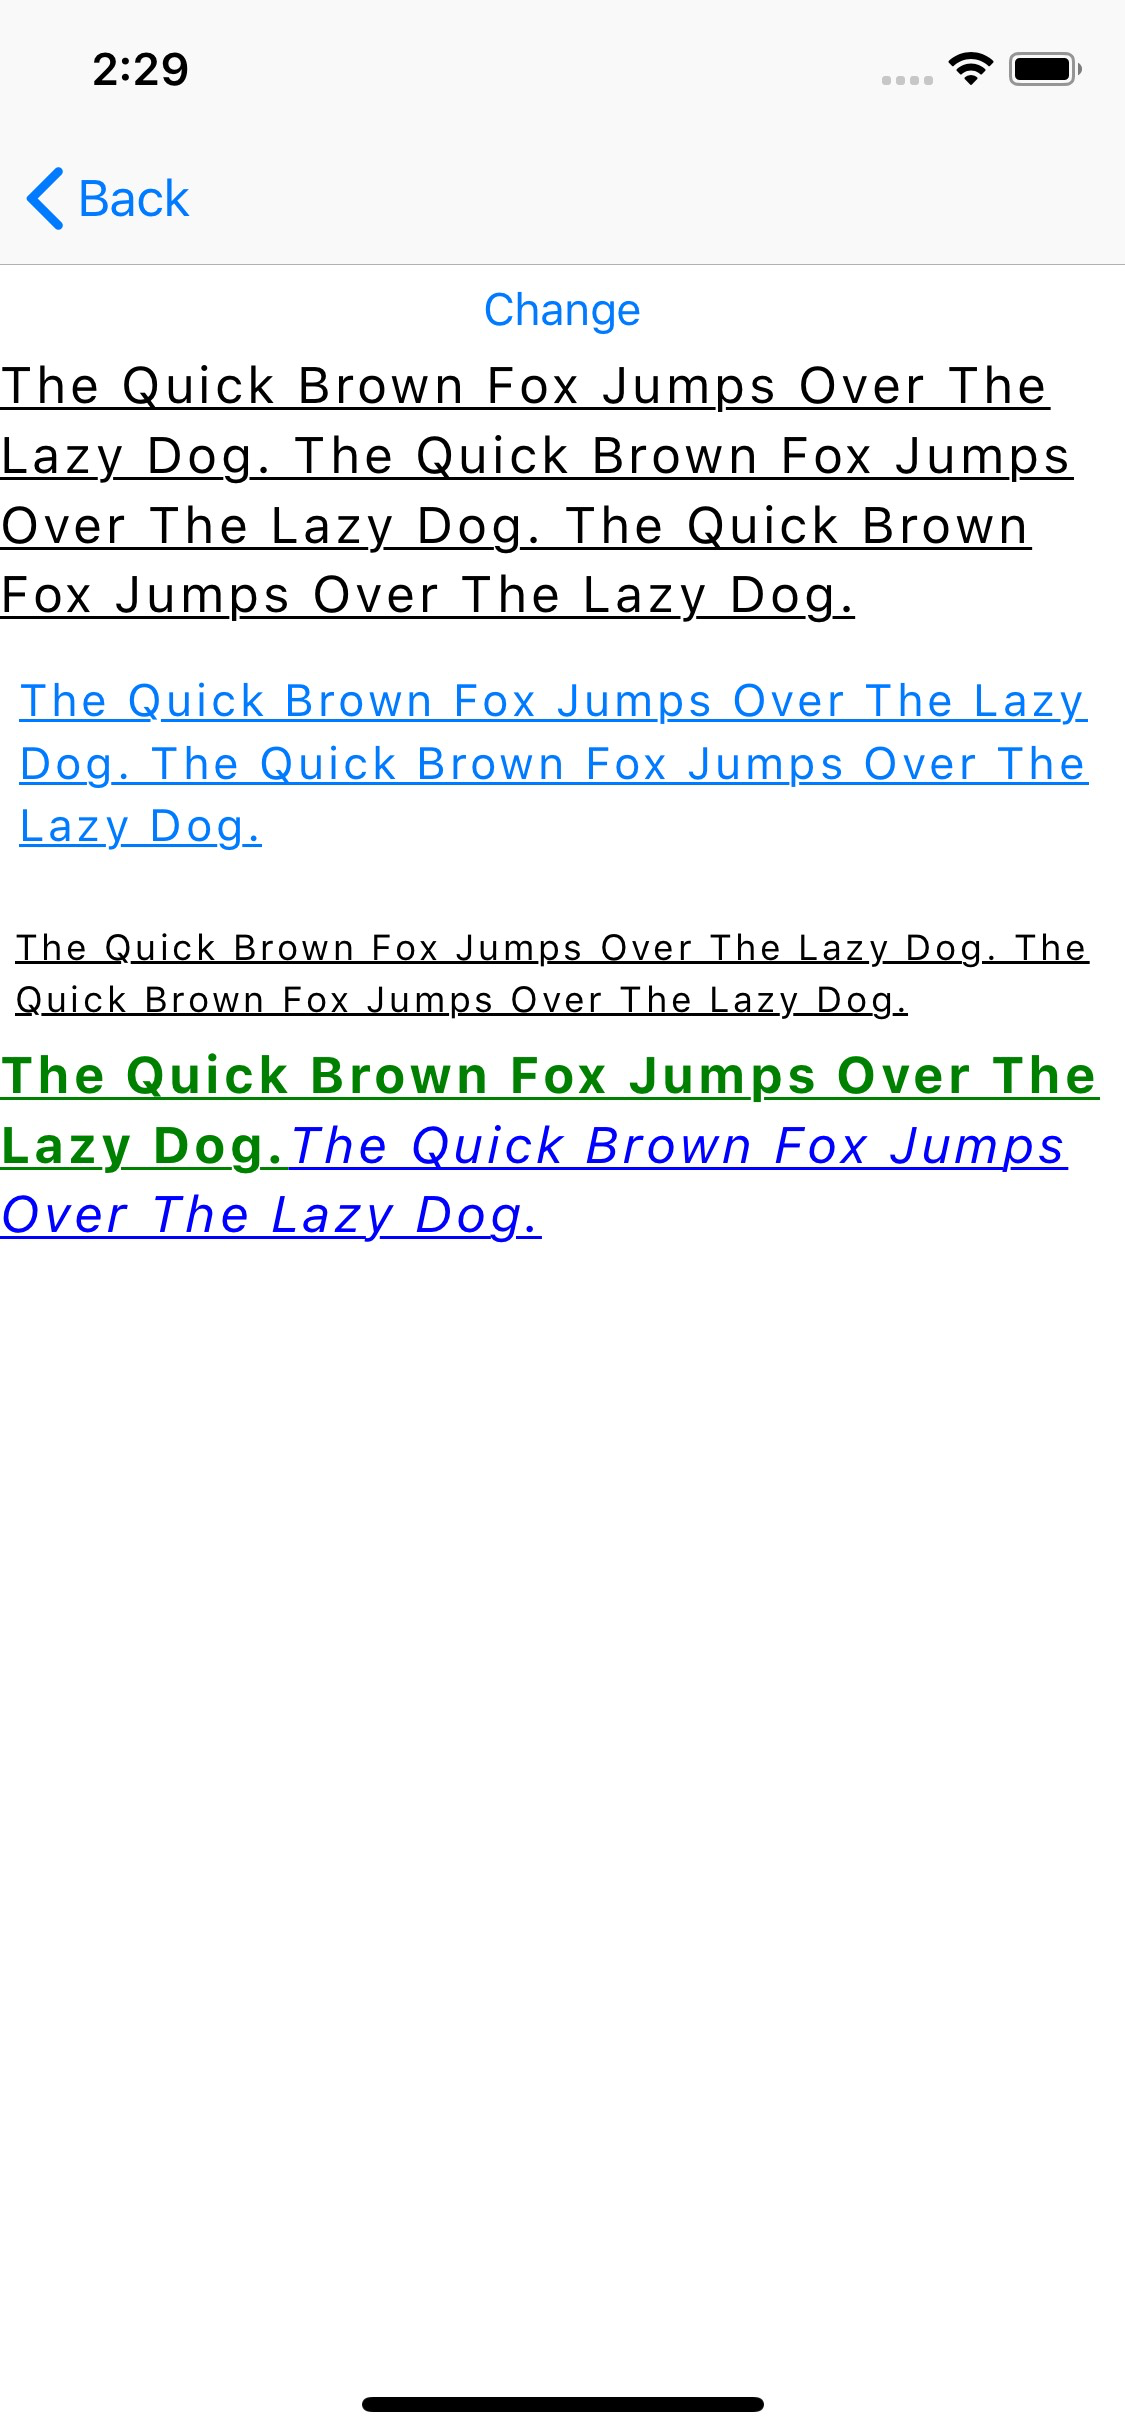 2:29
Back
Change
The Quick Brown Fox Jumps Over The
Lazy Dog. The Quick Brown Fox Jumps
Over The Lazy Dog. The Quick Brown
Fox Jumps Over The Lazy Dog.
The Quick Brown Fox Jumps Over The Lazy
Dog. The Quick Brown Fox Jumps Over The
Lazy Dog.
The Quick Brown Fox Jumps Over The Lazy Dog. The
Quick Brown Fox Jumps Over The Lazy Dog.
The Quick Brown Fox Jumps Over The
Lazy Dog.The Quick Brown Fox Jumps
Over The Lazy Dog.